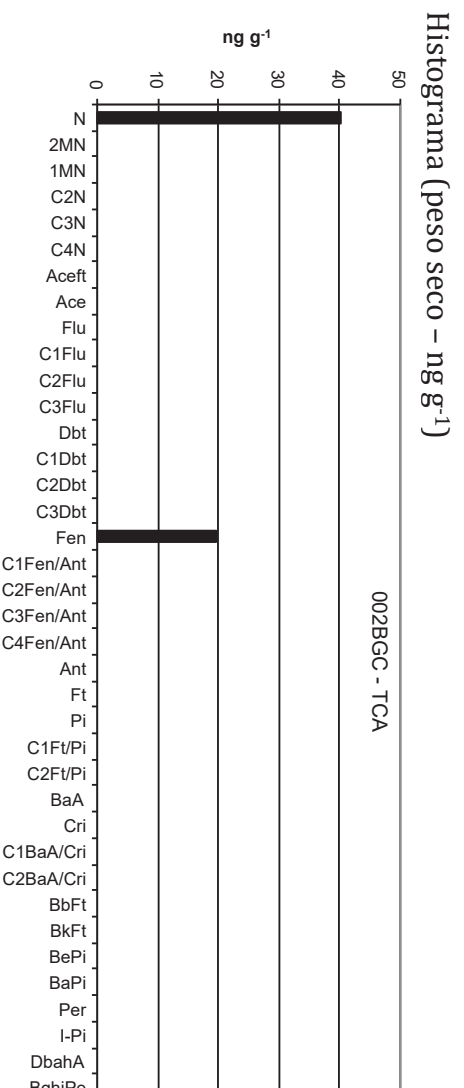 Histograma (peso seco – ng g-1)
002BGC - TCA
ng g-1
50
40
30
20
10
0
N
2MN
1MN
C2N
C3N
C4N
Aceft
Ace
Flu
C1Flu
C2Flu
C3Flu
Dbt
C1Dbt
C2Dbt
C3Dbt
Fen
C1Fen/Ant
C2Fen/Ant
C3Fen/Ant
C4Fen/Ant
Ant
Ft
Pi
C1Ft/Pi
C2Ft/Pi
BaA
Cri
C1BaA/Cri
C2BaA/Cri
BbFt
BkFt
BePi
BaPi
Per
I-Pi
DbahA
BghiPe